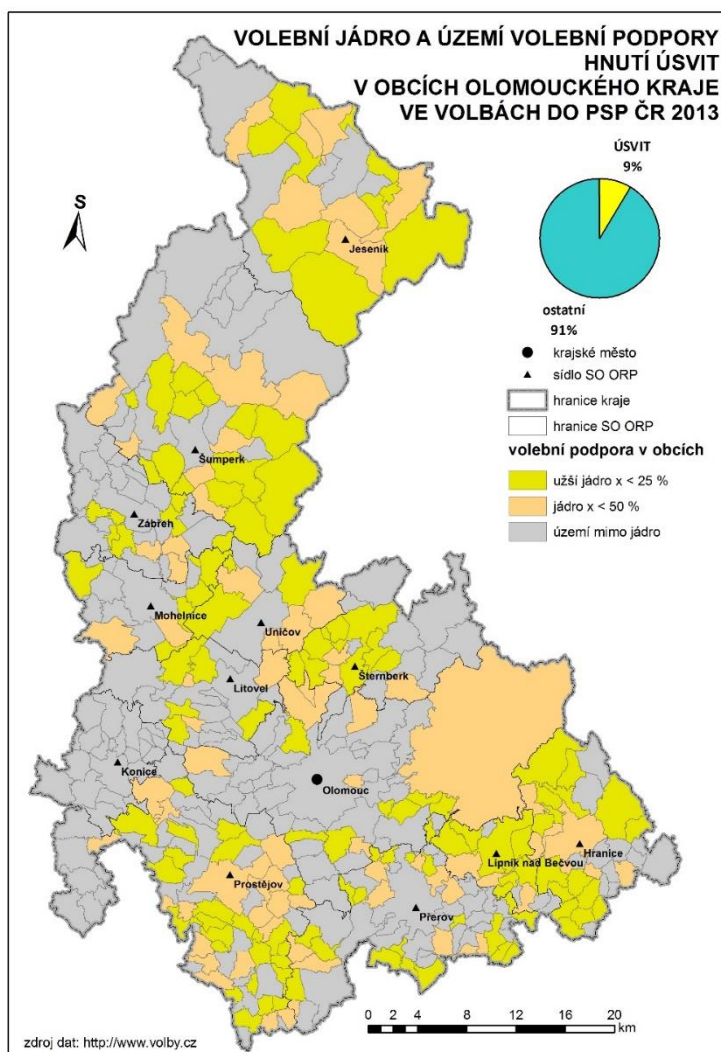 VOLEBNÍ JÁDRO A ÚZEMÍ VOLEBNÍ PODPORY
HNUTÍ ÚSVIT
V OBCÍCH OLOMOUCKÉHO KRAJE
VE VOLBÁCH DO PSP ČR 2013
ÚSVIT
9%
S
Jeseník
ostatní
91%
krajské město
sídlo SO ORP
hranice kraje
hranice SO ORP
volební podpora v obcích
užší jádro x < 25 %
jádro x < 50 %
území mimo jádro
Šumperk
Zábřeh
Mohelnice
Uničov
Šternberk
Litovel
Konice
Olomouc
Hranice
Lipník nad Bečvou
Prostějov
Přerov
0 2 4 8 12 16 20
km
zdroj dat: http://www.volby.cz